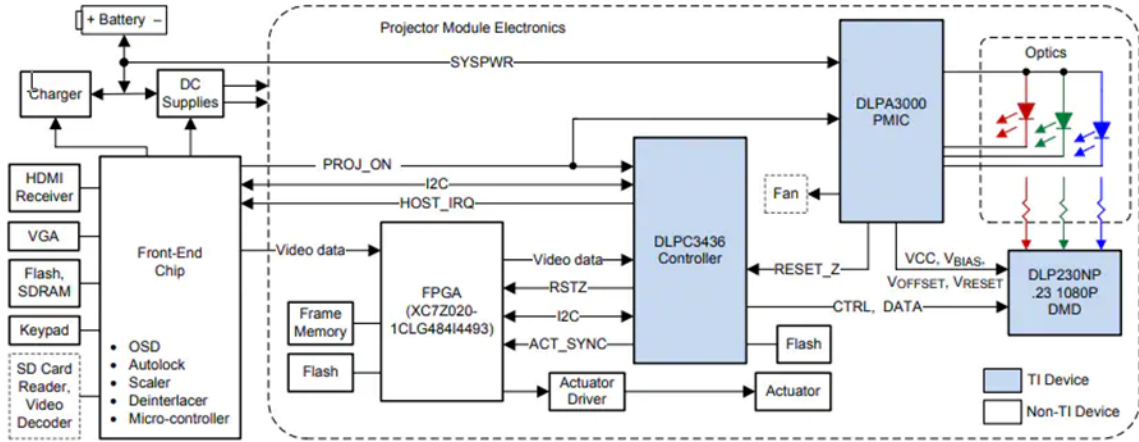 + Battery –
Projector Module Electronics
SYSPWR
Charger
DC
Supplies
DLPA3000
PMIC
Optics
HDMI
Receiver
VGA
Flash,
SDRAM
Keypad
SD Card
Reader,
Video
Decoder
Front-End
Chip
• OSD
• Autolock
• Scaler
• Deinterlacer
• Micro-controller
PROJ_ON
I2C
HOST_IRQ
Video data
FPGA
(XC7Z020-
1CLG484I4493)
Frame
Memory
Flash
Video data
RSTZ
I2C
ACT_SYNC
DLPC3436
Controller
Fan
RESET_Z
VCC, VBIAS,
VOFFSET, VRESET
CTRL, DATA
DLP230NP
.23 1080P
DMD
Flash
Actuator
Driver
Actuator
TI Device
Non-TI Device